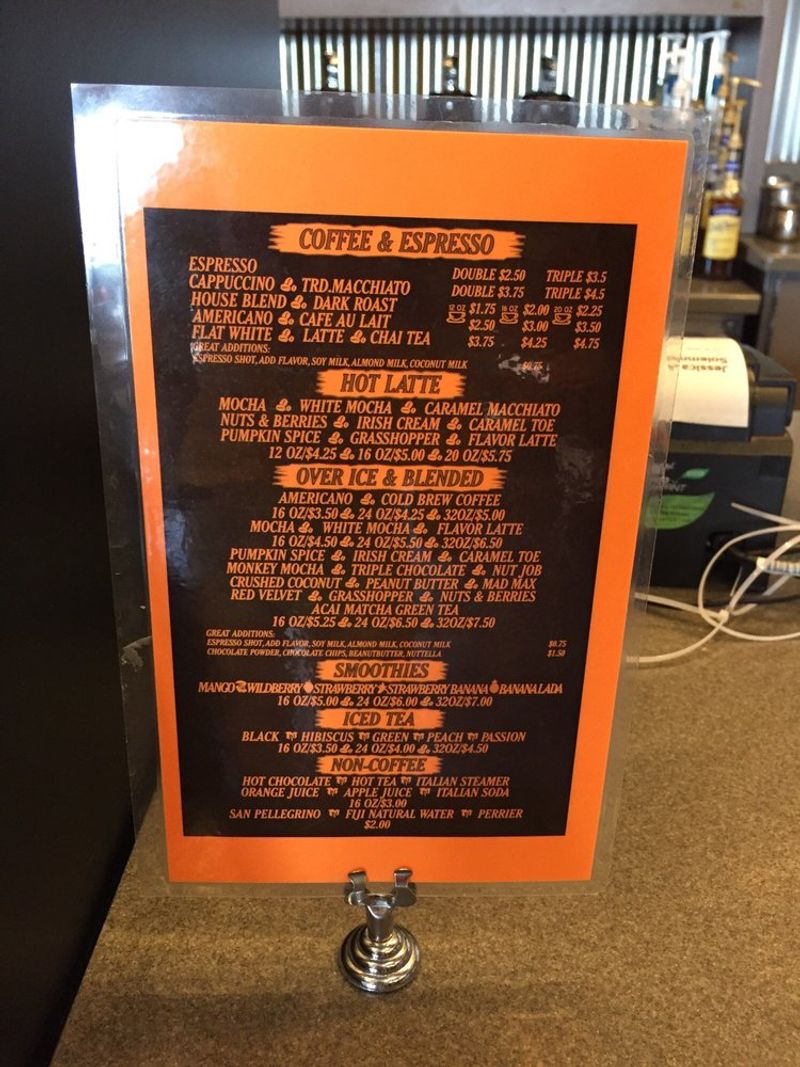 COFFEE & ESPRESSO
ESPRESSO DOUBLE $2.50 TRIPLE $3.5
CAPPUCCINO TRD.MACCHIATO DOUBLE $3.75 TRIPLE $4.5
HOUSE BLEND DARK ROAST 12 OZ $1.75 16 OZ $2.00 20 OZ $2.25
AMERICANO CAFE AU LAIT $2.50 $3.00 $3.50
FLAT WHITE LATTE CHAI TEA $3.75 $4.25 $4.75
GREAT ADDITIONS:
ESPRESSO SHOT, ADD FLAVOR, SOY MILK, ALMOND MILK, COCONUT MILK $0.75
HOT LATTE
MOCHA WHITE MOCHA CARAMEL MACCHIATO
NUTS & BERRIES IRISH CREAM CARAMEL TOE
PUMPKIN SPICE GRASSHOPPER FLAVOR LATTE
12 OZ/$4.25 16 OZ/$5.00 20 OZ/$5.75
OVER ICE & BLENDED
AMERICANO COLD BREW COFFEE
16 OZ/$3.50 24 OZ/$4.25 32OZ/$5.00
MOCHA WHITE MOCHA FLAVOR LATTE
16 OZ/$4.50 24 OZ/$5.50 32OZ/$6.50
PUMPKIN SPICE IRISH CREAM CARAMEL TOE
MONKEY MOCHA TRIPLE CHOCOLATE NUT JOB
CRUSHED COCONUT PEANUT BUTTER MAD MAX
RED VELVET GRASSHOPPER NUTS & BERRIES
ACAI MATCHA GREEN TEA
16 OZ/$5.25 24 OZ/$6.50 32OZ/$7.50
GREAT ADDITIONS:
ESPRESSO SHOT, ADD FLAVOR, SOY MILK, ALMOND MILK, COCONUT MILK $0.75
CHOCOLATE POWDER, CHOCOLATE CHIPS, BEANUTBUTTER, NUTTELLA $1.50
SMOOTHIES
MANGO WILDBERRY STRAWBERRY STRAWBERRY BANANA BANANA LADA
16 OZ/$5.00 24 OZ/$6.00 32OZ/$7.00
ICED TEA
BLACK HIBISCUS GREEN PEACH PASSION
16 OZ/$3.50 24 OZ/$4.00 32OZ/$4.50
NON-COFFEE
HOT CHOCOLATE HOT TEA ITALIAN STEAMER
ORANGE JUICE APPLE JUICE ITALIAN SODA
16 OZ/$3.00
SAN PELLEGRINO FIJI NATURAL WATER PERRIER
$2.00